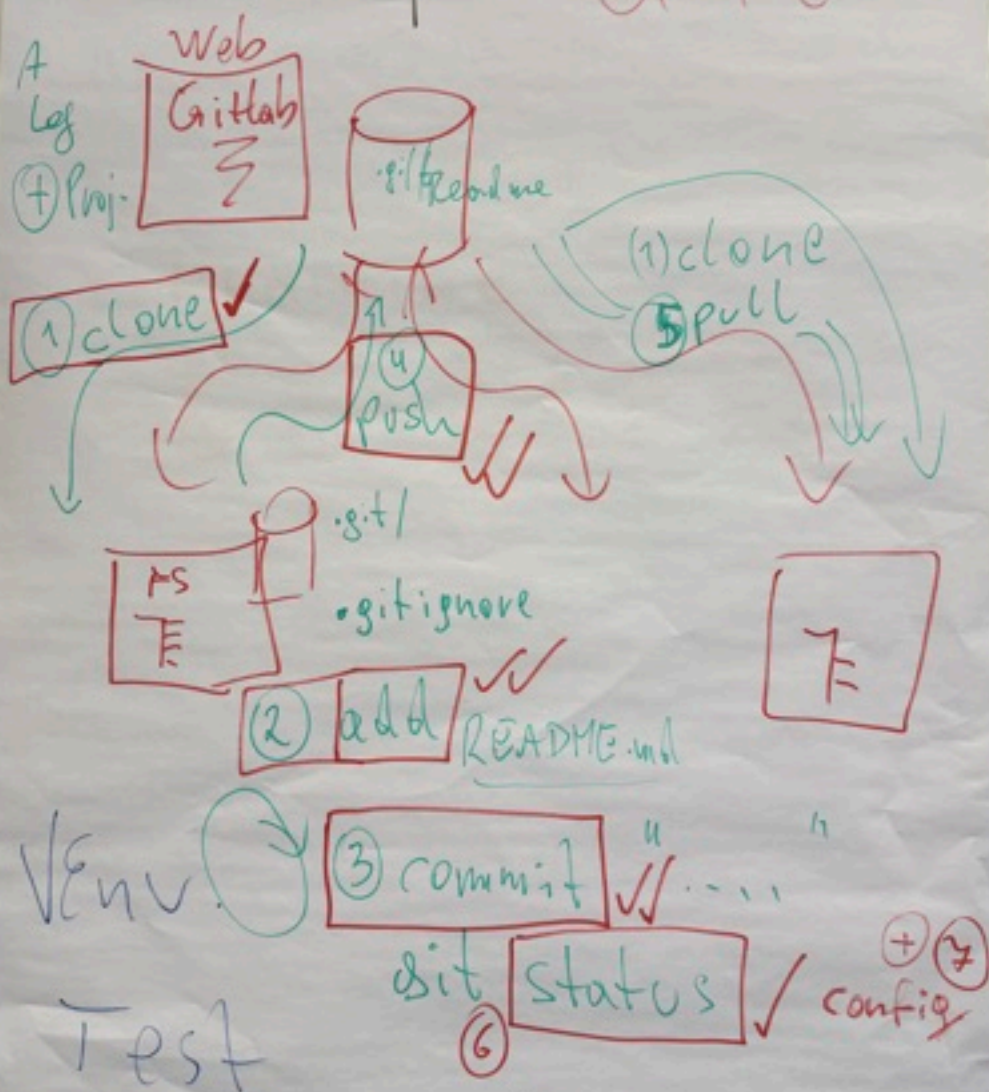 Web
A
Log
+ Proj.
GitLab
.git/
Readme
(1) clone
5 pull
1 clone
4
push
.git/
.gitignore
2 add README.md
VEnv
3 commit " ..... "
git status
6
+ 7
config
Test